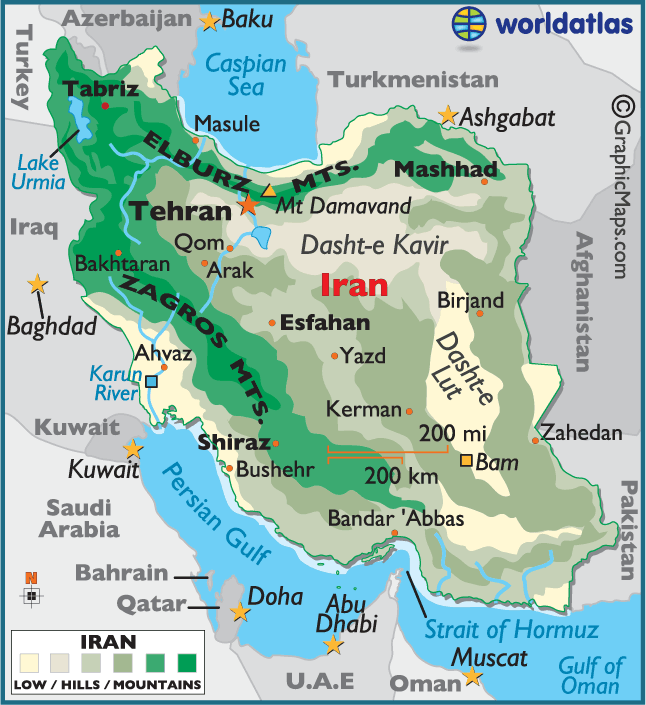 Azerbaijan
Baku
worldatlas
Turkey
Caspian
Sea
Turkmenistan
Tabriz
Masule
Ashgabat
©GraphicMaps.com
Lake
Urmia
ELBURZ MTS.
Mashhad
Tehran
Mt Damavand
Iraq
Qom
Dasht-e Kavir
Afghanistan
Bakhtaran
Arak
Iran
ZAGROS MTS.
Birjand
Baghdad
Esfahan
Ahvaz
Yazd
Dasht-e
Lut
Karun
River
Kerman
Kuwait
200 mi
Zahedan
Kuwait
Shiraz
Bushehr
Bam
200 km
Persian Gulf
Pakistan
Saudi
Arabia
Bandar 'Abbas
N
Bahrain
Qatar
Doha
Abu
Dhabi
Strait of Hormuz
IRAN
Muscat
Gulf of
Oman
LOW / HILLS / MOUNTAINS
U.A.E
Oman